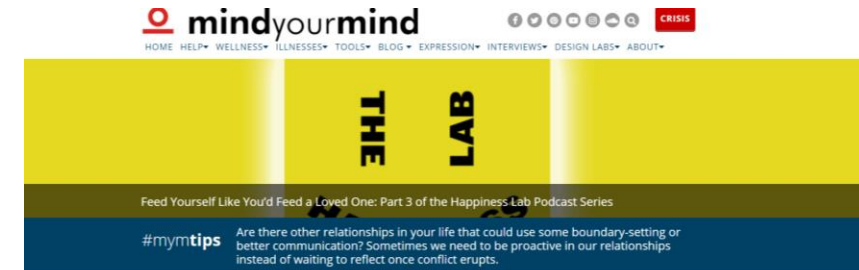 mindyourmind
CRISIS
HOME HELP▾ WELLNESS▾ ILLNESSES▾ TOOLS▾ BLOG ▾ EXPRESSION▾ INTERVIEWS▾ DESIGN LABS▾ ABOUT▾
THE
LAB
Feed Yourself Like You'd Feed a Loved One: Part 3 of the Happiness Lab Podcast Series
#mymtips
Are there other relationships in your life that could use some boundary-setting or
better communication? Sometimes we need to be proactive in our relationships
instead of waiting to reflect once conflict erupts.